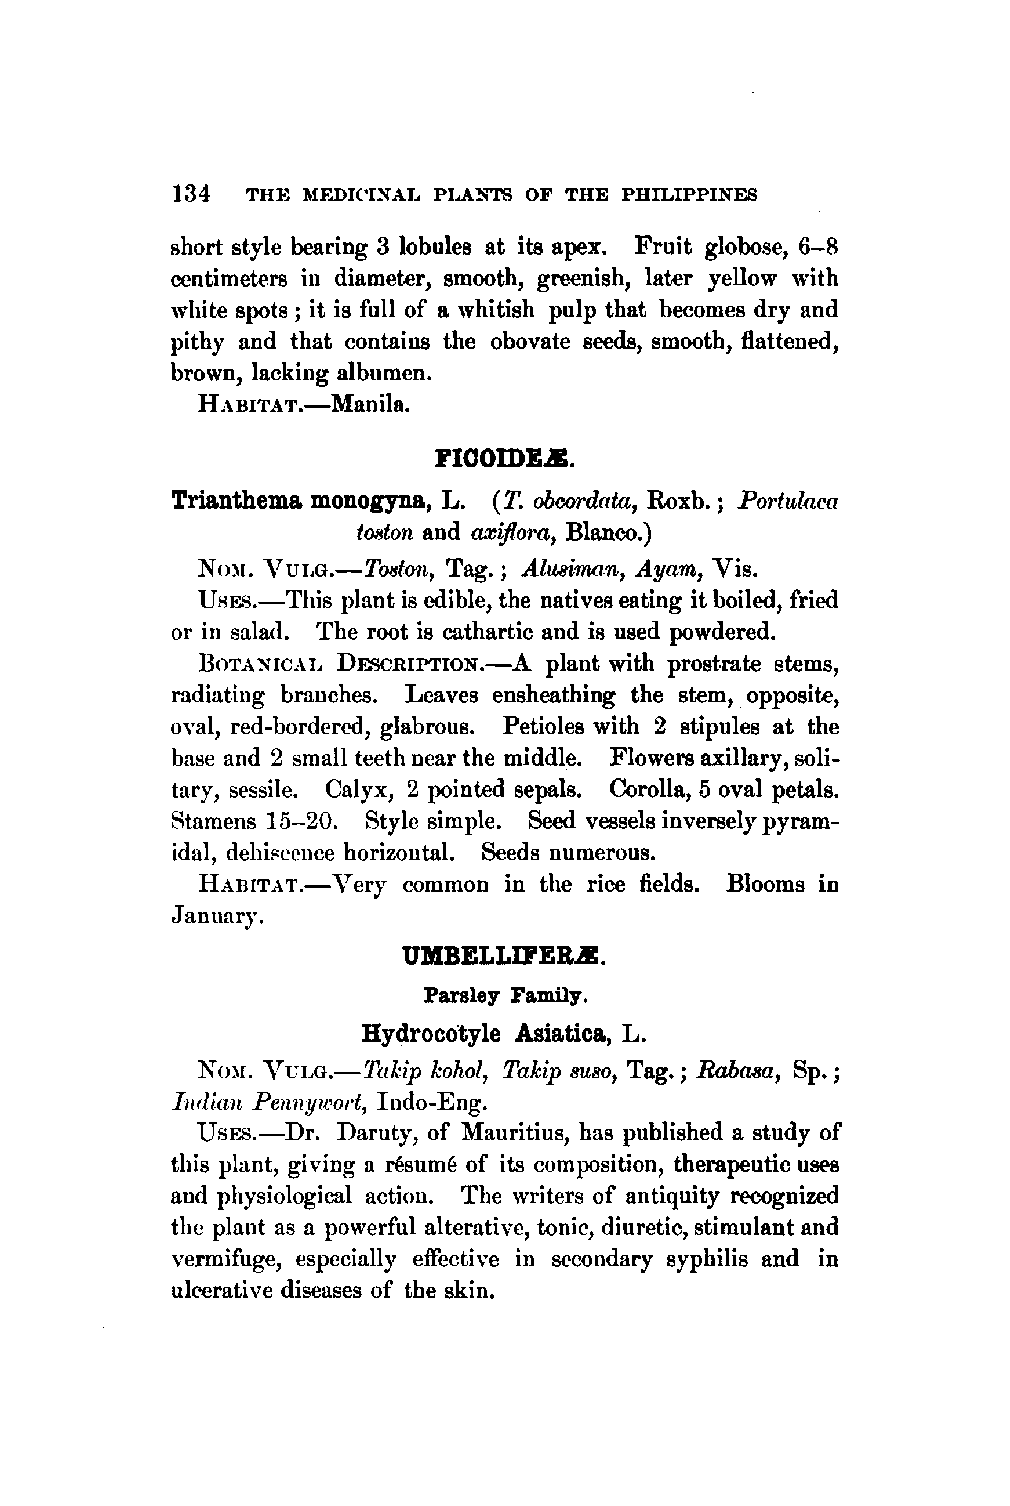 134 THE MEDICINAL PLANTS OF THE PHILIPPINES
short style bearing 3 lobules at its apex. Fruit globose, 6–8
centimeters in diameter, smooth, greenish, later yellow with
white spots; it is full of a whitish pulp that becomes dry and
pithy and that contains the obovate seeds, smooth, flattened,
brown, lacking albumen.
HABITAT.—Manila.
FICOIDEÆ.
Trianthema monogyna, L. (T. obcordata, Roxb.; Portulaca
toston and axiflora, Blanco.)
NOM. VULG.—Toston, Tag.; Alusiman, Ayam, Vis.
USES.—This plant is edible, the natives eating it boiled, fried
or in salad. The root is cathartic and is used powdered.
BOTANICAL DESCRIPTION.—A plant with prostrate stems,
radiating branches. Leaves ensheathing the stem, opposite,
oval, red-bordered, glabrous. Petioles with 2 stipules at the
base and 2 small teeth near the middle. Flowers axillary, soli-
tary, sessile. Calyx, 2 pointed sepals. Corolla, 5 oval petals.
Stamens 15–20. Style simple. Seed vessels inversely pyram-
idal, dehiscence horizontal. Seeds numerous.
HABITAT.—Very common in the rice fields. Blooms in
January.
UMBELLIFERÆ.
Parsley Family.
Hydrocotyle Asiatica, L.
NOM. VULG.—Takip kohol, Takip suso, Tag.; Rabasa, Sp.;
Indian Pennywort, Indo-Eng.
USES.—Dr. Daruty, of Mauritius, has published a study of
this plant, giving a résumé of its composition, therapeutic uses
and physiological action. The writers of antiquity recognized
the plant as a powerful alterative, tonic, diuretic, stimulant and
vermifuge, especially effective in secondary syphilis and in
ulcerative diseases of the skin.